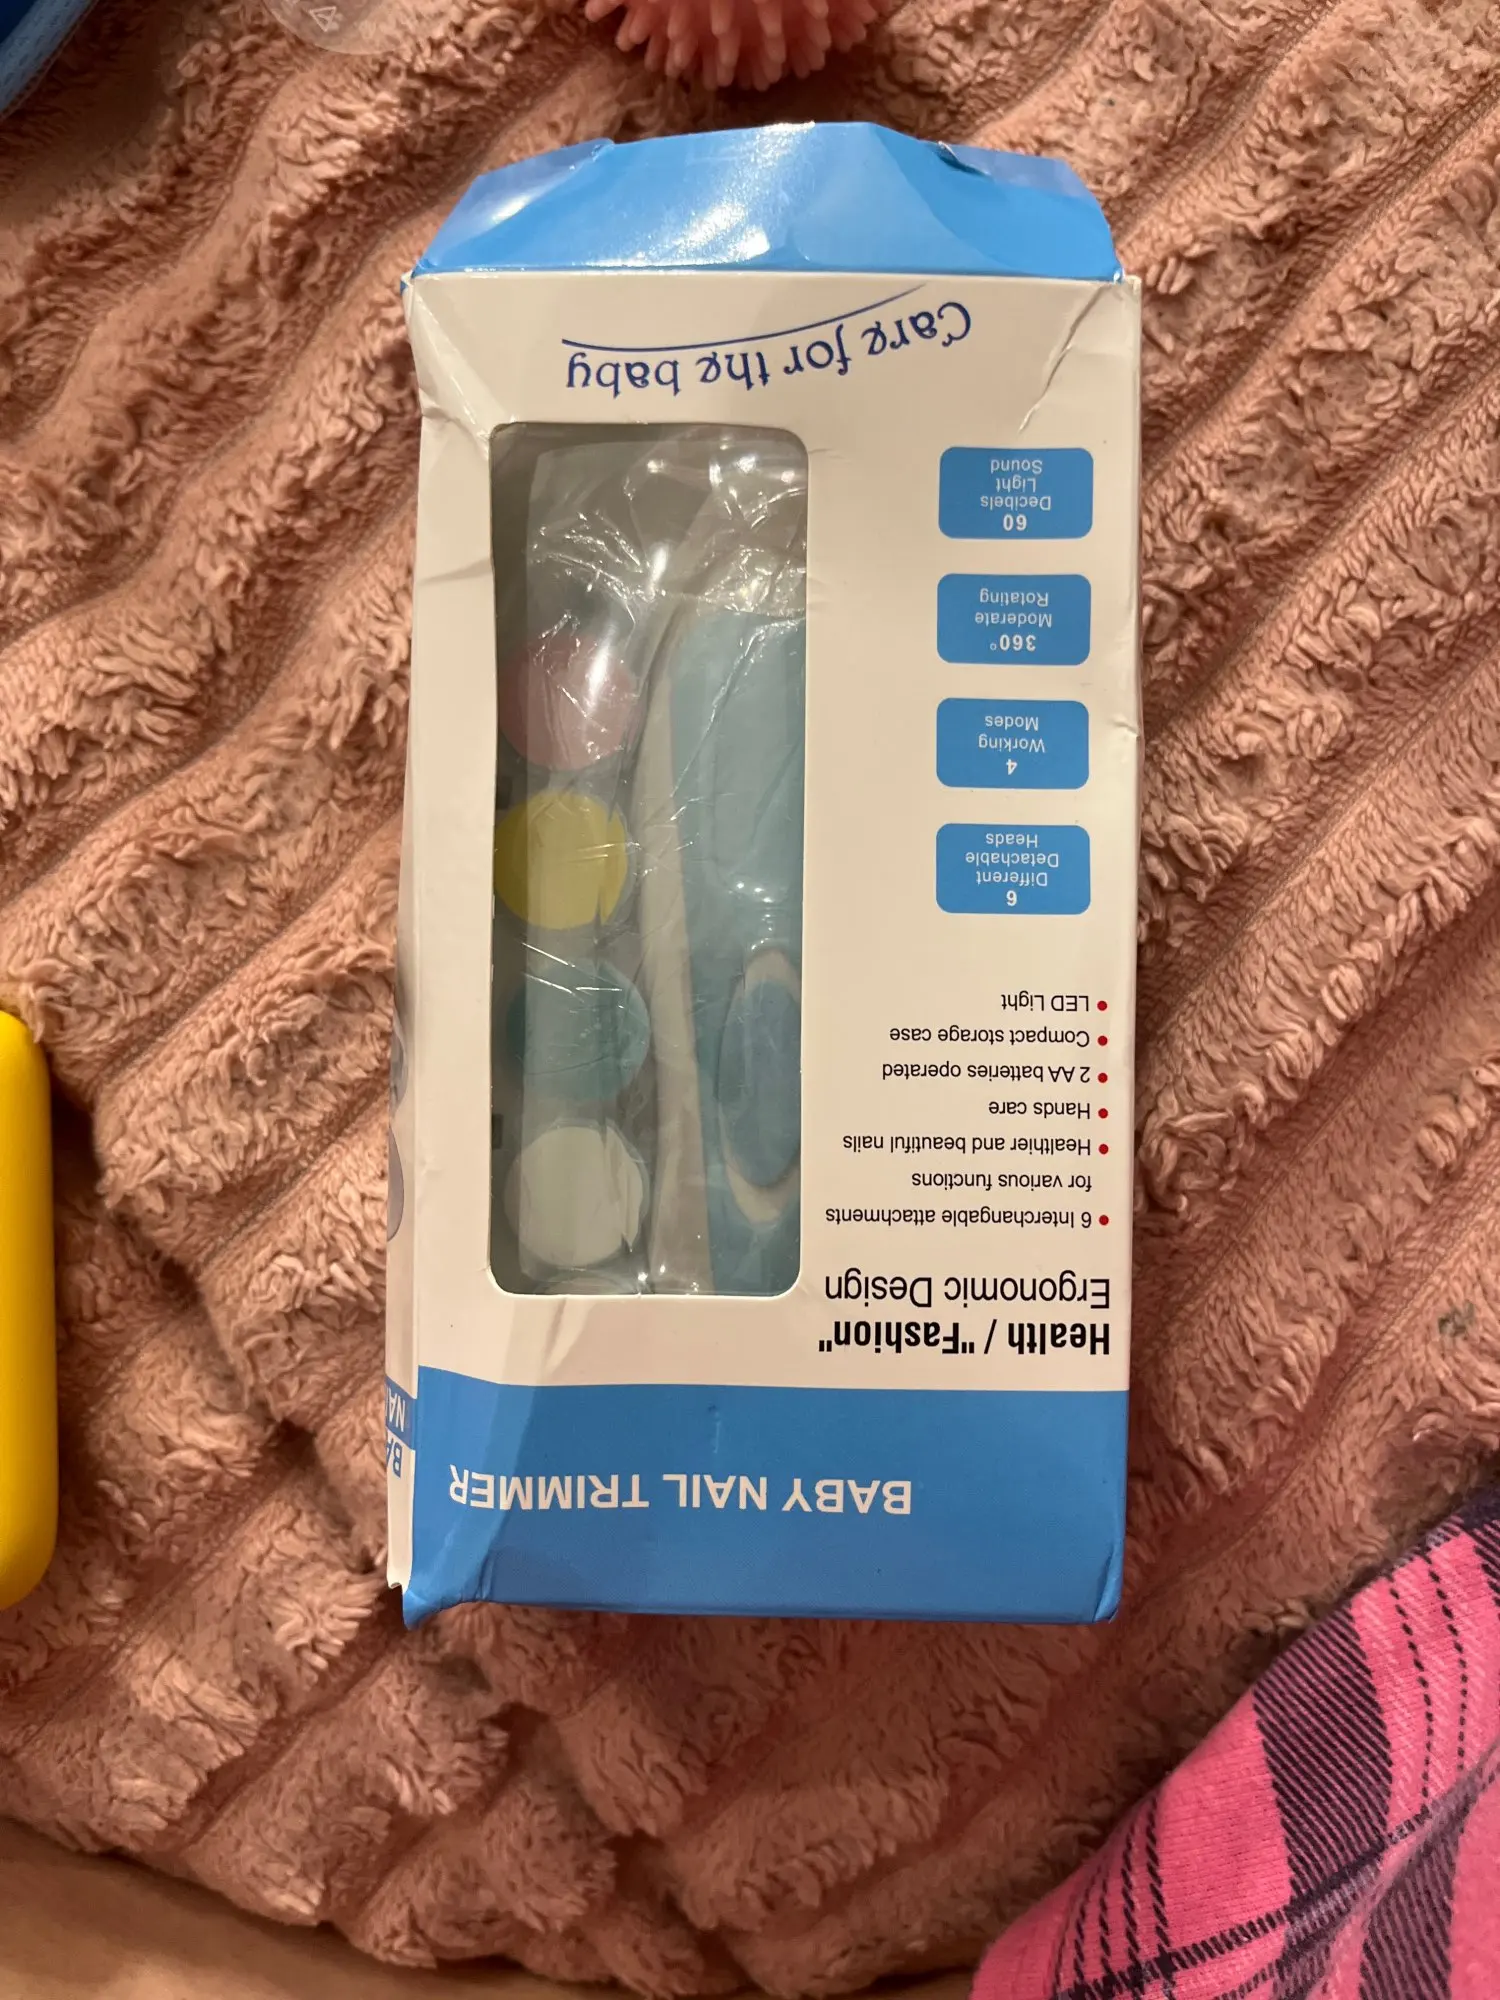 BABY NAIL TRIMMER
Health / "Fashion"
Ergonomic Design
• 6 Interchangable attachments
for various functions
• Healthier and beautiful nails
• Hands care
• 2 AA batteries operated
• Compact storage case
• LED Light
6
Different
Detachable
Heads
4
Working
Modes
360°
Moderate
Rotating
60
Decibels
Light
Sound
Care for the baby
BA
NAI